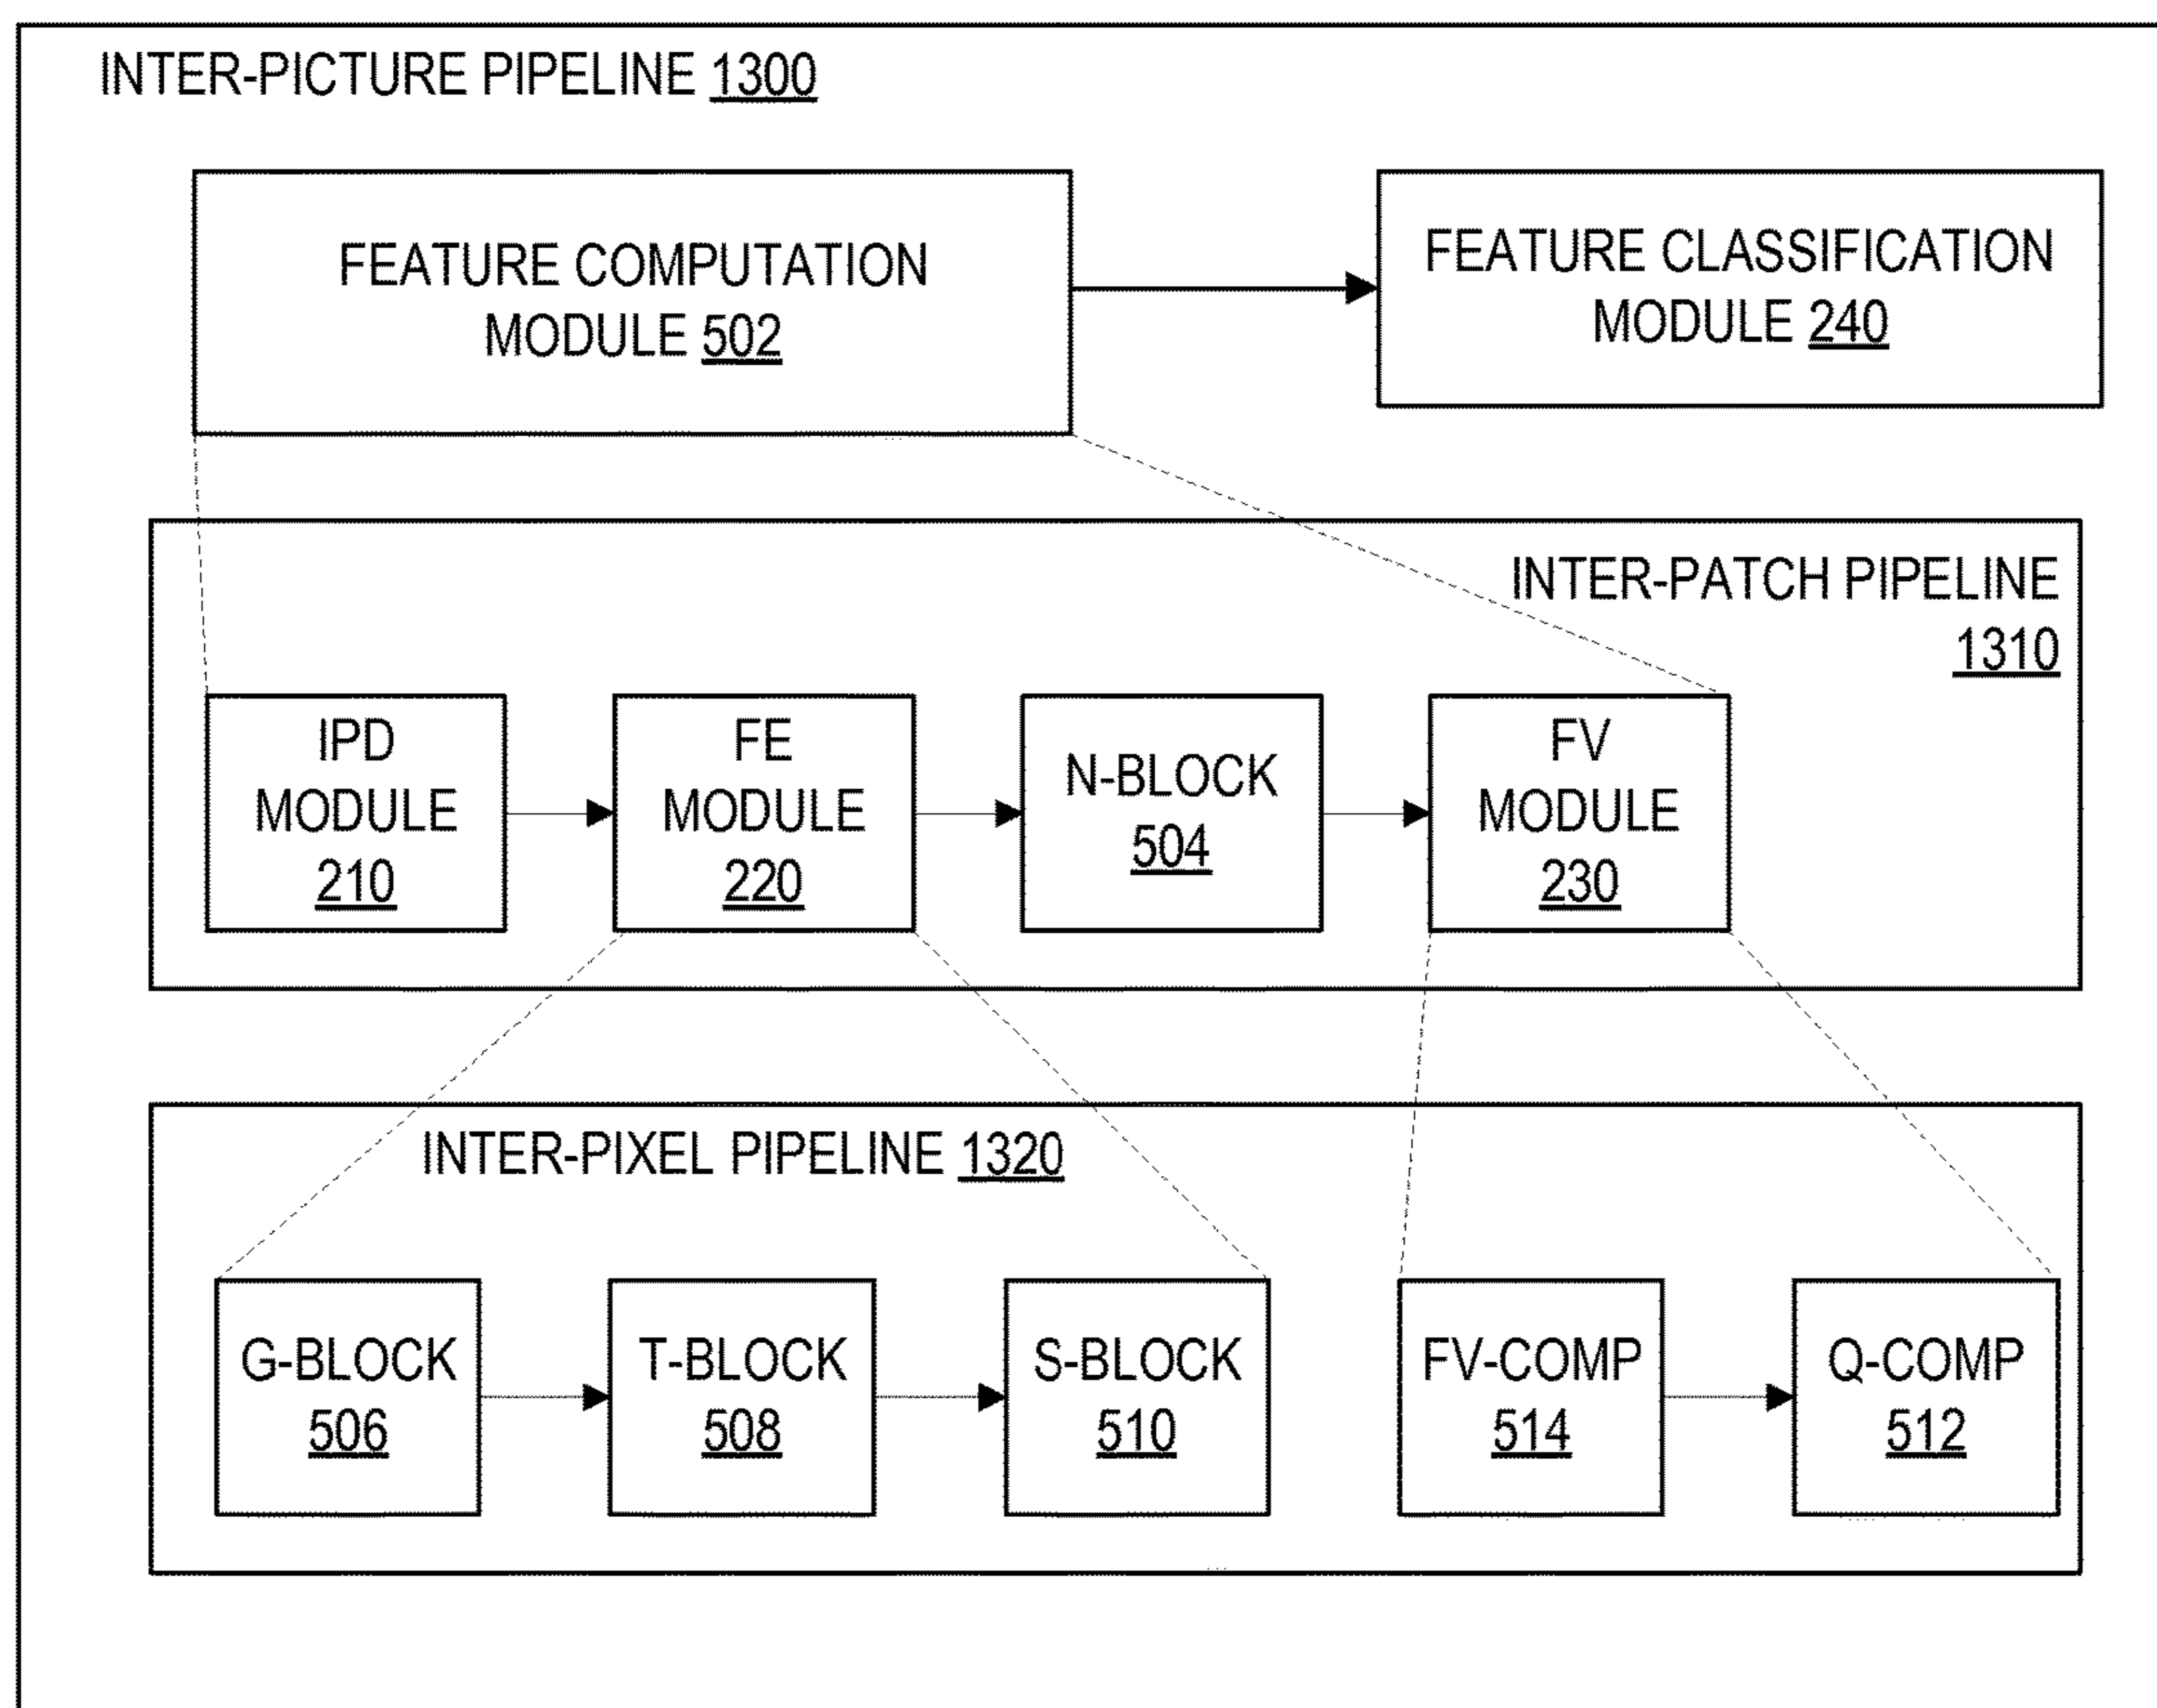 INTER-PICTURE PIPELINE 1300
FEATURE COMPUTATION
MODULE 502
FEATURE CLASSIFICATION
MODULE 240
INTER-PATCH PIPELINE
1310
IPD
MODULE
210
FE
MODULE
220
N-BLOCK
504
FV
MODULE
230
INTER-PIXEL PIPELINE 1320
G-BLOCK
506
T-BLOCK
508
S-BLOCK
510
FV-COMP
514
Q-COMP
512